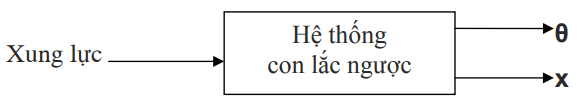 Xung lực
Hệ thống
con lắc ngược
θ
x